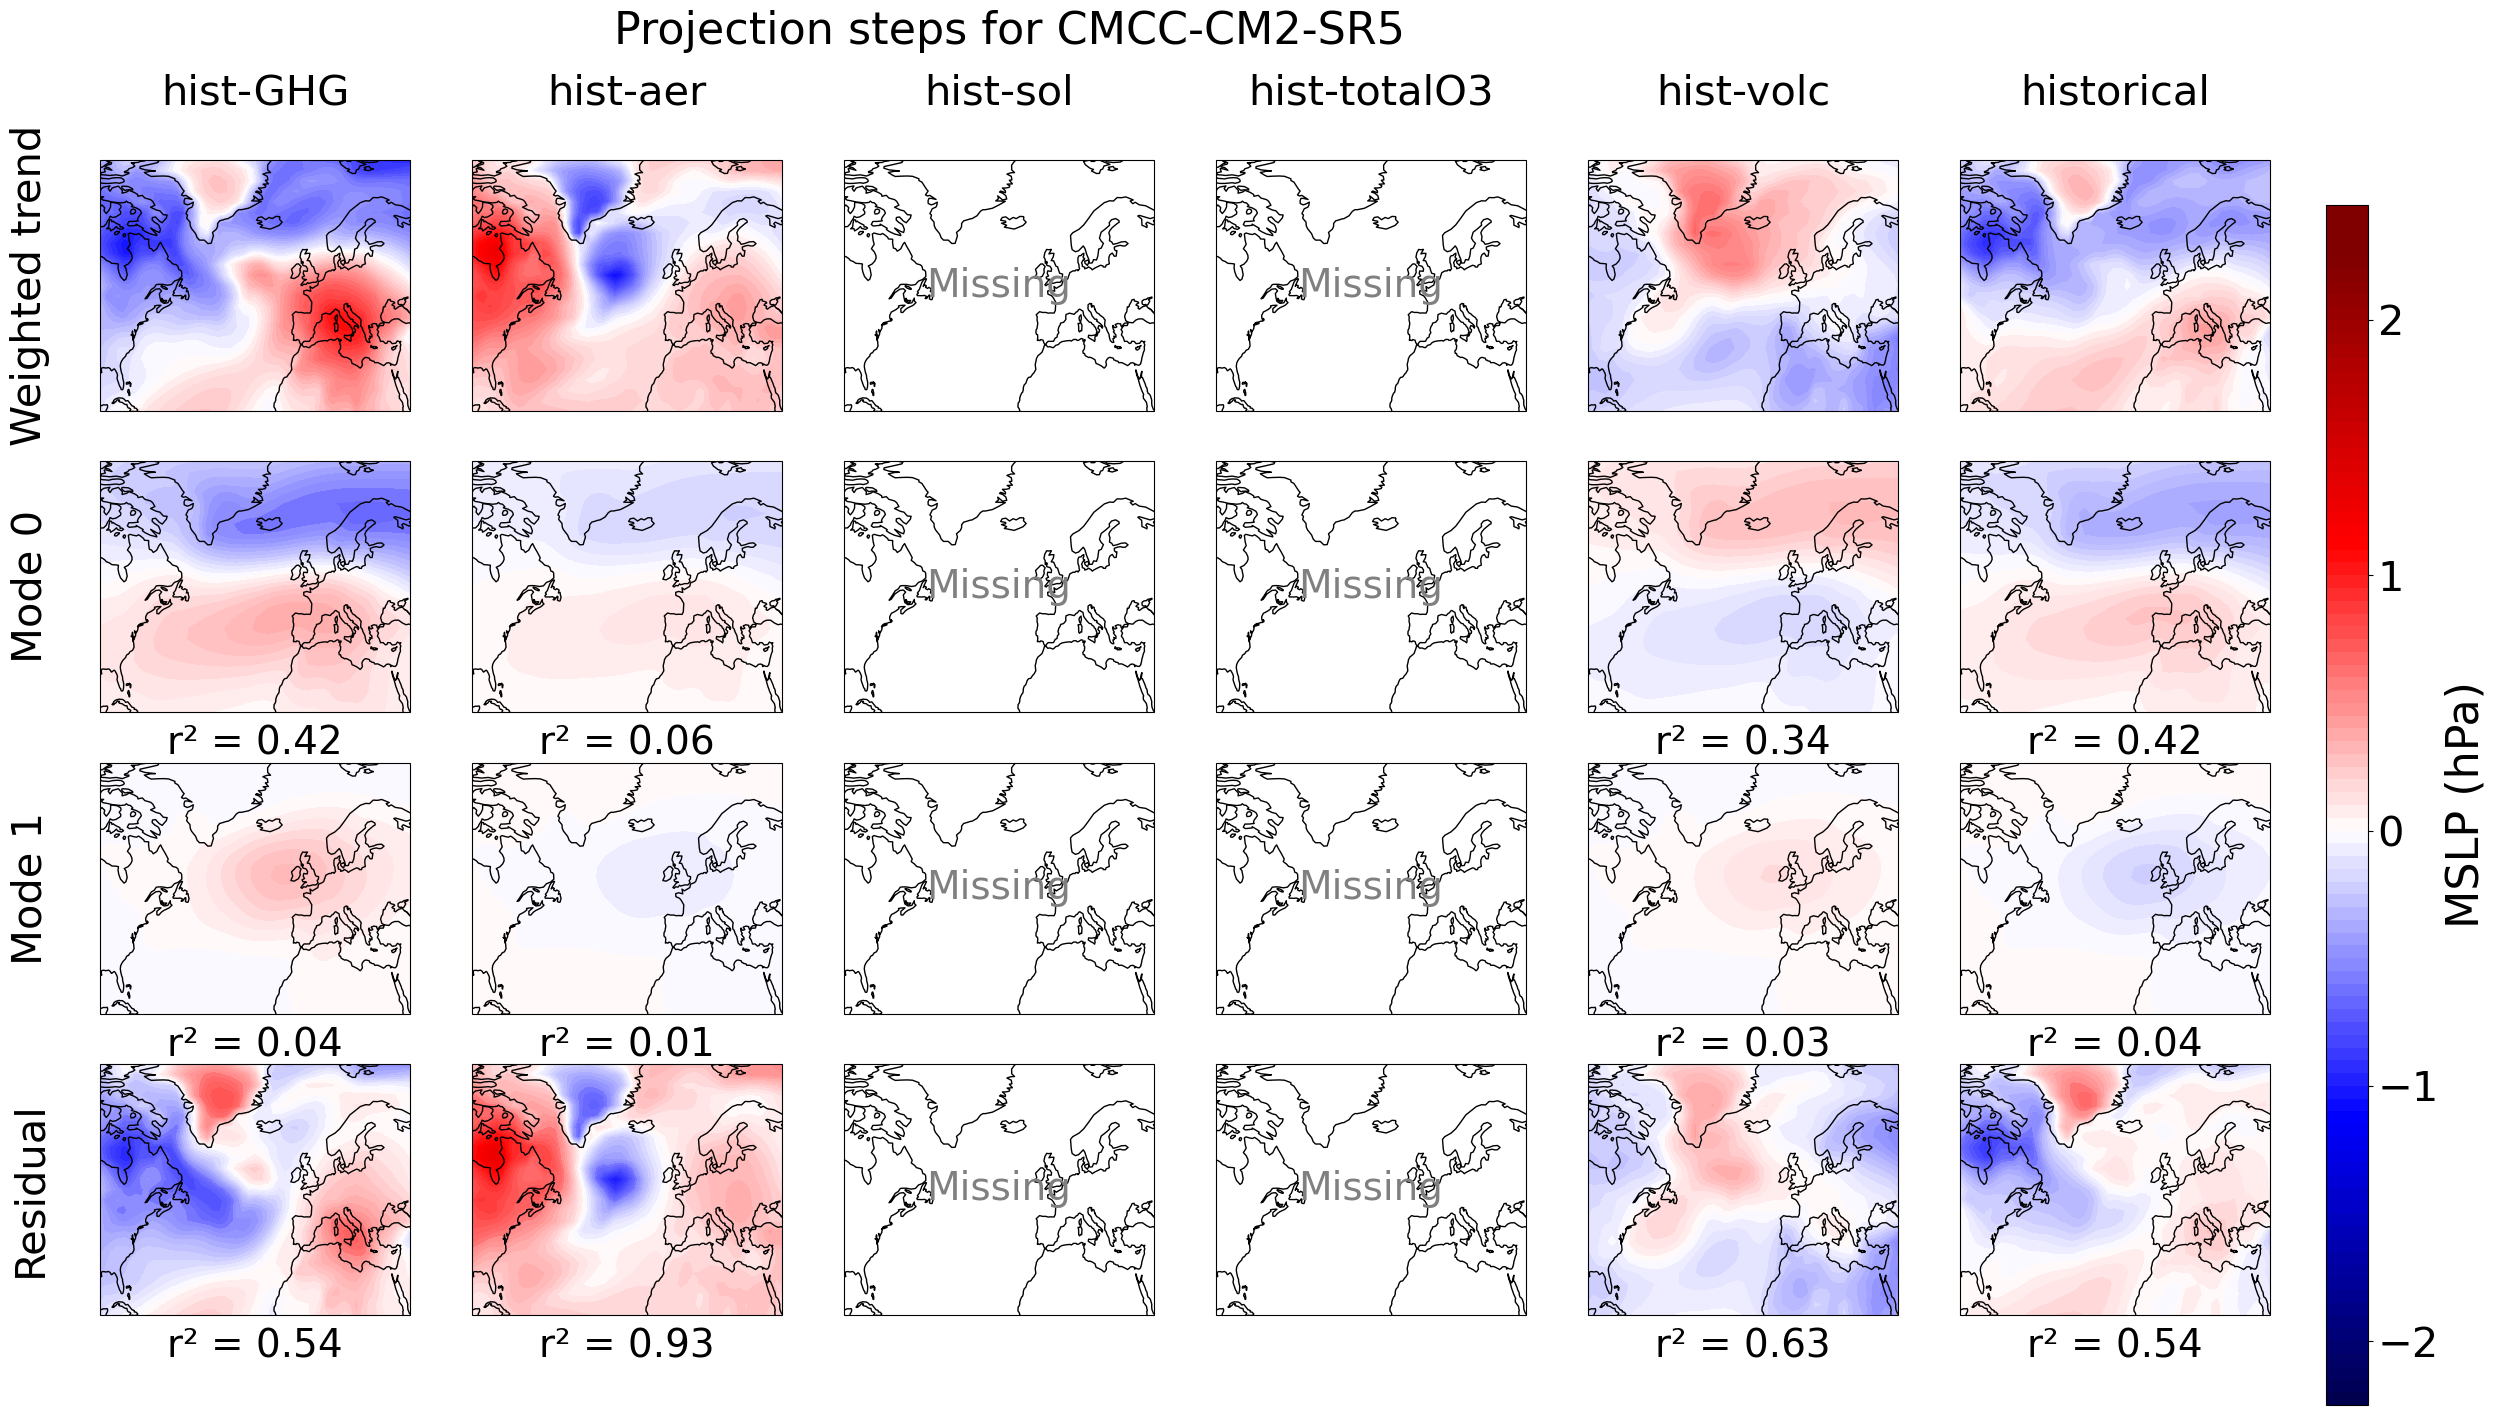 Projection steps for CMCC-CM2-SR5
hist-GHG
hist-aer
hist-sol
hist-totalO3
hist-volc
historical
Weighted trend
Missing
Missing
Mode 0
Missing
Missing
r² = 0.42
r² = 0.06
r² = 0.34
r² = 0.42
Mode 1
Missing
Missing
r² = 0.04
r² = 0.01
r² = 0.03
r² = 0.04
Residual
Missing
Missing
r² = 0.54
r² = 0.93
r² = 0.63
r² = 0.54
2
1
0
−1
−2
MSLP (hPa)